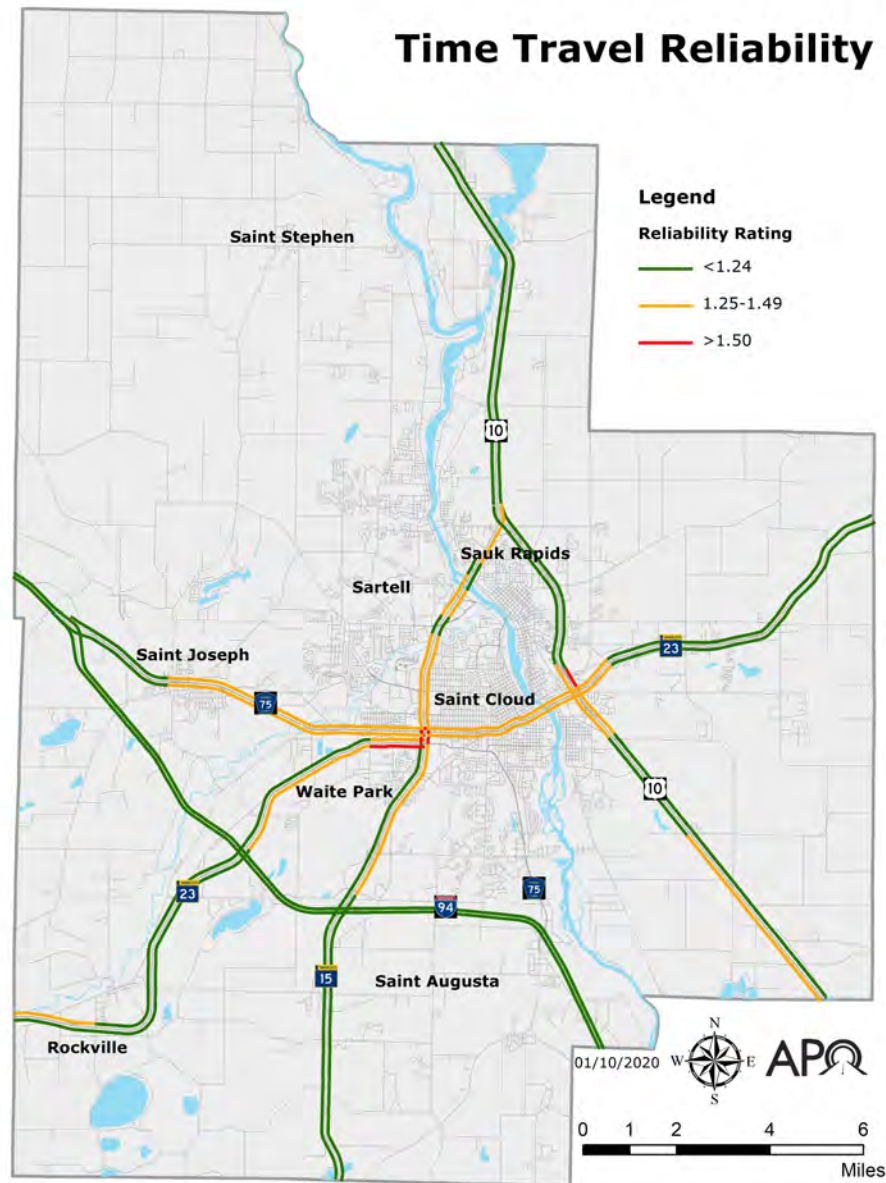 Time Travel Reliability
Legend
Reliability Rating
<1.24
1.25-1.49
>1.50
Saint Stephen
10
Sauk Rapids
Sartell
23
Saint Joseph
Saint Cloud
75
10
Waite Park
75
23
94
15
Saint Augusta
Rockville
01/10/2020
N
W
E
S
APO
0 1 2 4 6
Miles